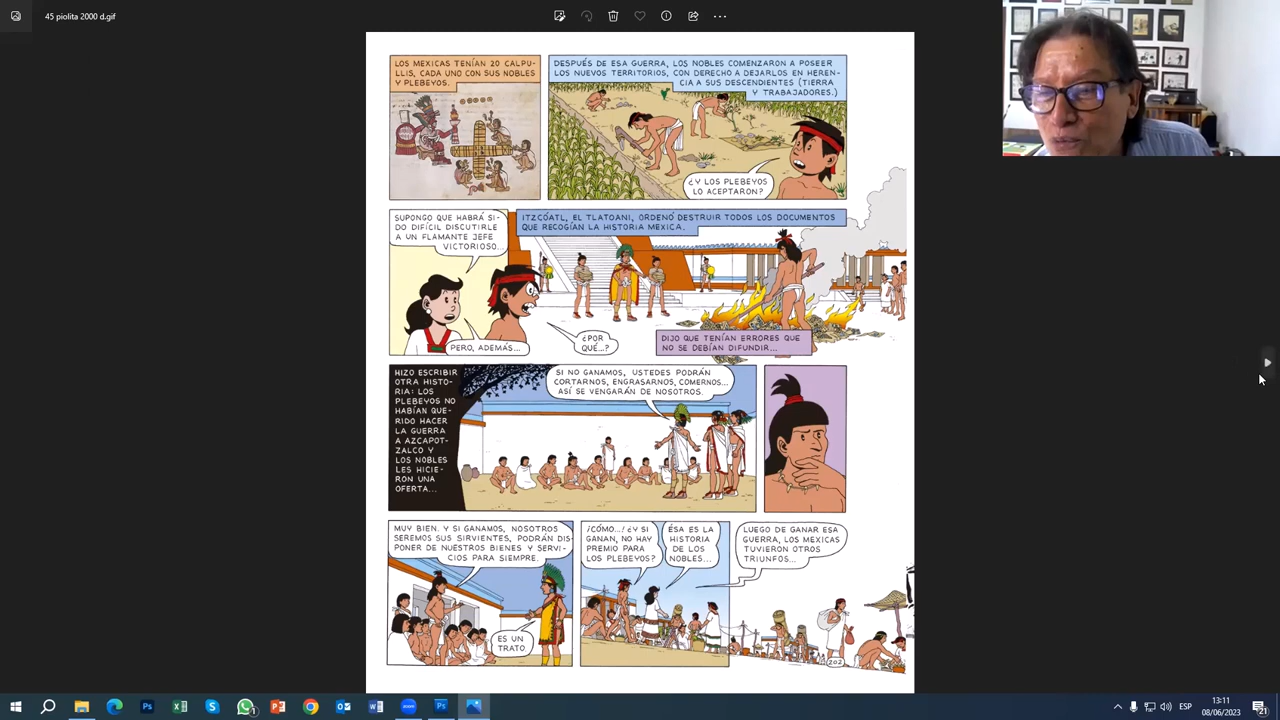 45 piolita 2000 d.gif
LOS MEXICAS TENÍAN 20 CALPU-
LLIS, CADA UNO CON SUS NOBLES
Y PLEBEYOS.
DESPUÉS DE ESA GUERRA, LOS NOBLES COMENZARON A POSEER
LOS NUEVOS TERRITORIOS, CON DERECHO A DEJARLOS EN HEREN-
CIA A SUS DESCENDIENTES (TIERRA
Y TRABAJADORES.)
¿Y LOS PLEBEYOS
LO ACEPTARON?
SUPONGO QUE HABRÁ SI-
DO DIFÍCIL DISCUTIRLE
A UN FLAMANTE JEFE
VICTORIOSO...
PERO, ADEMÁS...
ITZCÓATL, EL TLATOANI, ORDENÓ DESTRUIR TODOS LOS DOCUMENTOS
QUE RECOGÍAN LA HISTORIA MEXICA.
¿POR
QUÉ...?
DIJO QUE TENÍAN ERRORES QUE
NO SE DEBÍAN DIFUNDIR...
HIZO ESCRIBIR
OTRA HISTO-
RIA: LOS
PLEBEYOS NO
HABÍAN QUE-
RIDO HACER
LA GUERRA
A AZCAPOT-
ZALCO Y
LOS NOBLES
LES HICIE-
RON UNA
OFERTA...
SI NO GANAMOS, USTEDES PODRÁN
CORTARNOS, ENGRASARNOS, COMERNOS...
ASÍ SE VENGARÁN DE NOSOTROS.
MUY BIEN. Y SI GANAMOS, NOSOTROS
SEREMOS SUS SIRVIENTES, PODRÁN DIS-
PONER DE NUESTROS BIENES Y SERVI-
CIOS PARA SIEMPRE.
ES UN
TRATO.
¡CÓMO...! ¿Y SI
GANAN, NO HAY
PREMIO PARA
LOS PLEBEYOS?
ÉSA ES LA
HISTORIA
DE LOS
NOBLES...
LUEGO DE GANAR ESA
GUERRA, LOS MEXICAS
TUVIERON OTROS
TRIUNFOS...
202
zoom
ESP
13:11
08/06/2023
21